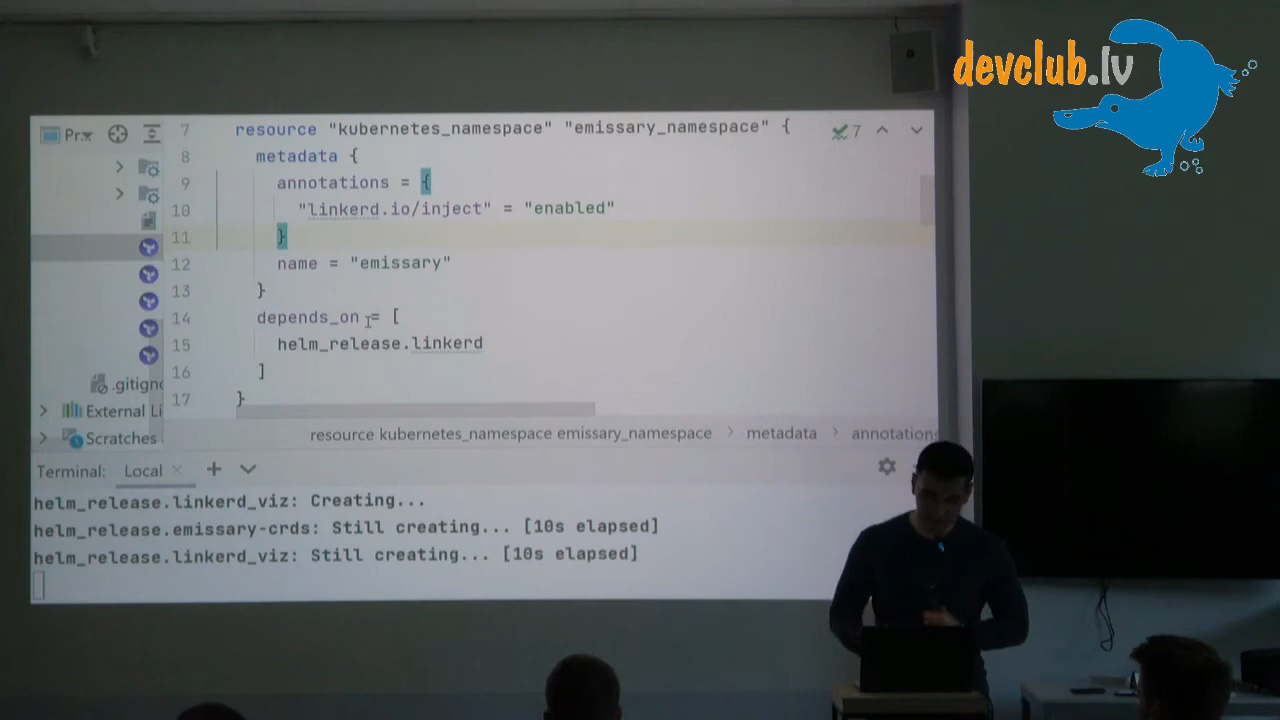 devclub.lv
Pr...
7 resource "kubernetes_namespace" "emissary_namespace" {
7
8 metadata {
9 annotations = {
10 "linkerd.io/inject" = "enabled"
11 }
12 name = "emissary"
13 }
14 depends_on = [
15 helm_release.linkerd
16 ]
17 }
.gitign
External Li
Scratches
resource kubernetes_namespace emissary_namespace > metadata > annotations
Terminal: Local × +
helm_release.linkerd_viz: Creating...
helm_release.emissary-crds: Still creating... [10s elapsed]
helm_release.linkerd_viz: Still creating... [10s elapsed]